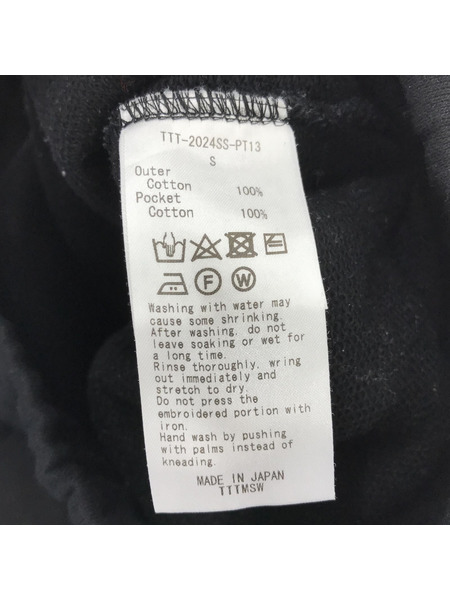 TTT-2024SS-PT13
S
Outer
Cotton 100%
Pocket
Cotton 100%
F W
Washing with water may
cause some shrinking.
After washing, do not
leave soaking or wet for
a long time.
Rinse thoroughly, wring
out immediately and
stretch to dry.
Do not press the
embroidered portion with
iron.
Hand wash by pushing
with palms instead of
kneading.
MADE IN JAPAN
TTTMSW